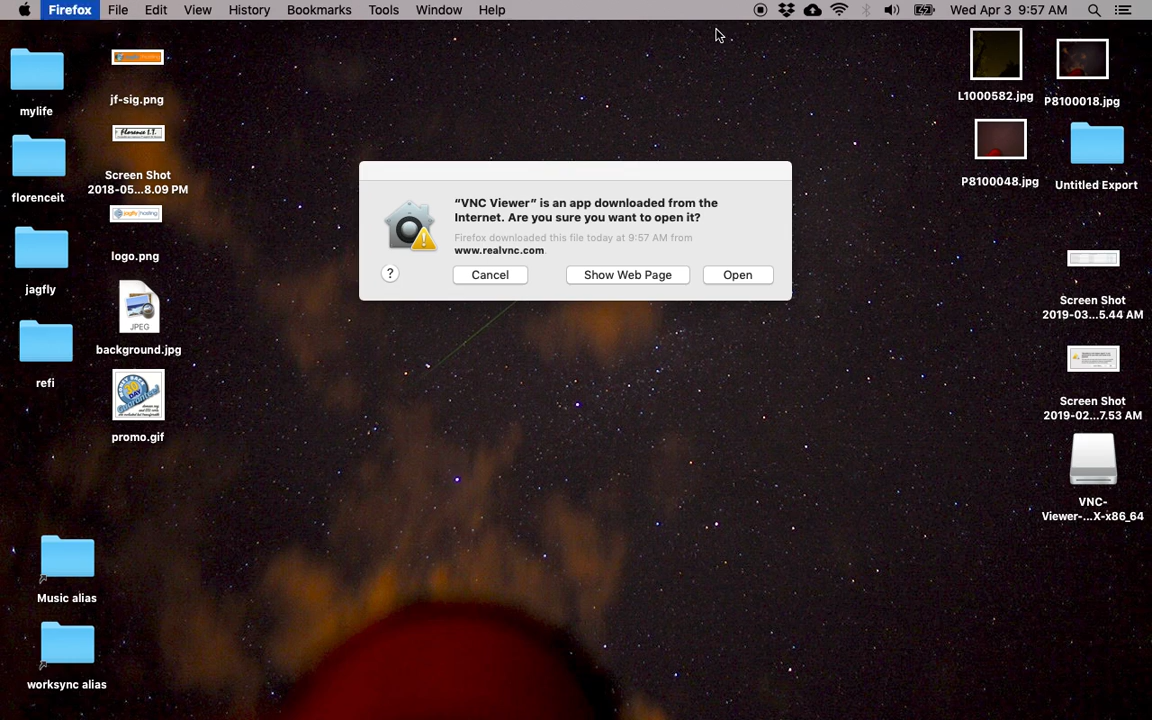 Firefox File Edit View History Bookmarks Tools Window Help
Wed Apr 3 9:57 AM
mylife
florenceit
jagfly
refi
jf-sig.png
Florence I.T.
Screen Shot
2018-05...8.09 PM
logo.png
JPEG
background.jpg
promo.gif
Music alias
worksync alias
“VNC Viewer” is an app downloaded from the
Internet. Are you sure you want to open it?
Firefox downloaded this file today at 9:57 AM from
www.realvnc.com.
?
Cancel
Show Web Page
Open
L1000582.jpg
P8100018.jpg
P8100048.jpg
Untitled Export
Screen Shot
2019-03...5.44 AM
Screen Shot
2019-02...7.53 AM
VNC-
Viewer-...X-x86_64